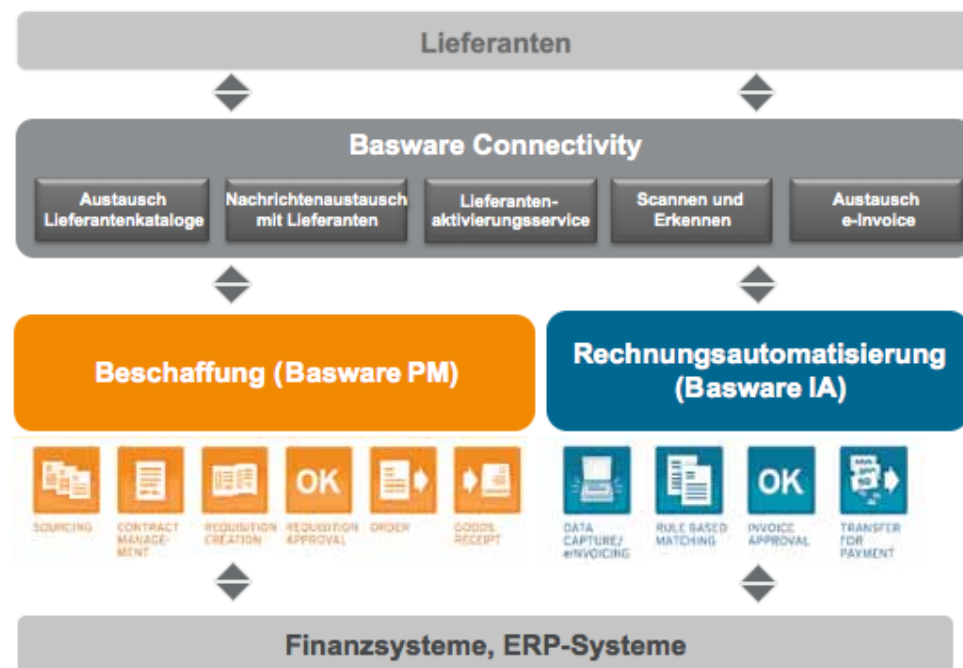 Lieferanten
Basware Connectivity
Austausch
Lieferantenkataloge
Nachrichtenaustausch
mit Lieferanten
Lieferanten-
aktivierungsservice
Scannen und
Erkennen
Austausch
e-Invoice
Beschaffung (Basware PM)
Rechnungsautomatisierung
(Basware IA)
OK
SOURCING
CONTRACT
MANAGE-
MENT
REQUISITION
CREATION
REQUISITION
APPROVAL
ORDER
GOODS
RECEIPT
OK
DATA
CAPTURE/
eINVOICING
RULE BASED
MATCHING
INVOICE
APPROVAL
TRANSFER
FOR
PAYMENT
Finanzsysteme, ERP-Systeme